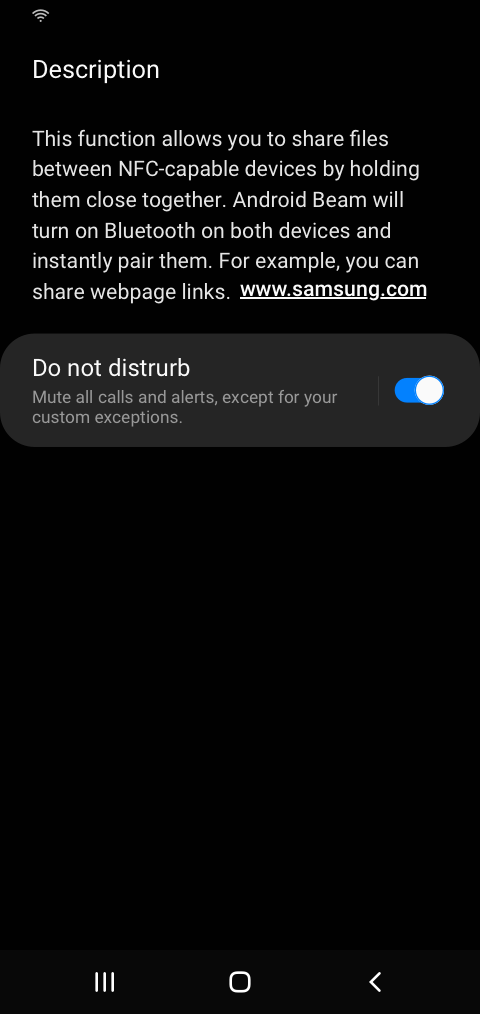 Description
This function allows you to share files
between NFC-capable devices by holding
them close together. Android Beam will
turn on Bluetooth on both devices and
instantly pair them. For example, you can
share webpage links. www.samsung.com
Do not distrurb
Mute all calls and alerts, except for your
custom exceptions.